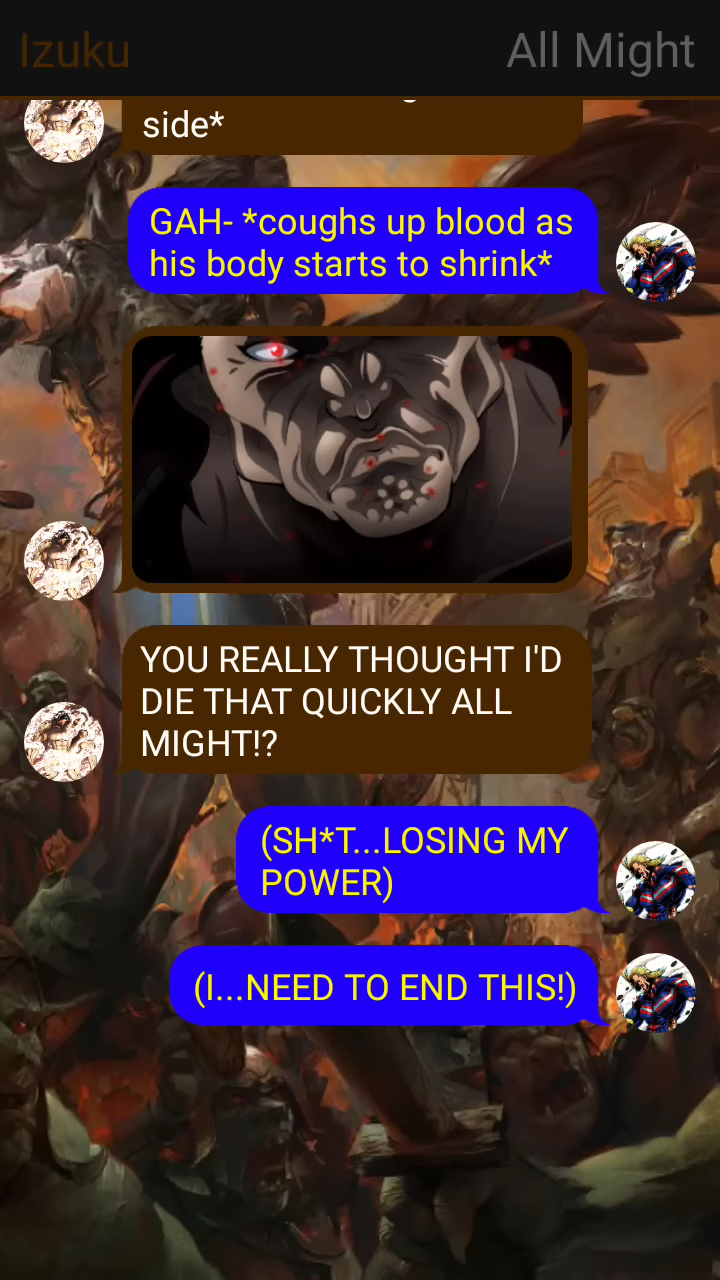 Izuku
All Might
side*
GAH- *coughs up blood as
his body starts to shrink*
YOU REALLY THOUGHT I'D
DIE THAT QUICKLY ALL
MIGHT!?
(SH*T...LOSING MY
POWER)
(I...NEED TO END THIS!)